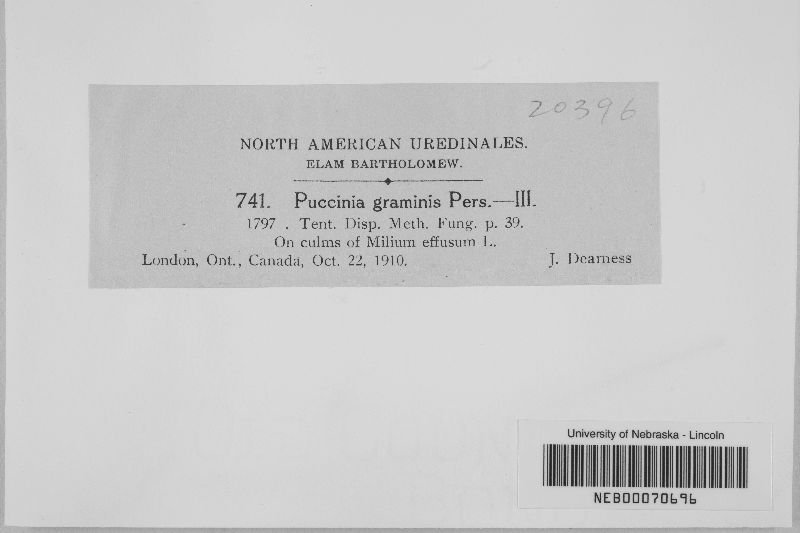 20396
NORTH AMERICAN UREDINALES.
ELAM BARTHOLOMEW.
741. Puccinia graminis Pers.—III.
1797 . Tent. Disp. Meth. Fung. p. 39.
On culms of Milium effusum L.
London, Ont., Canada, Oct. 22, 1910. J. Dearness
University of Nebraska - Lincoln
NEB00070696